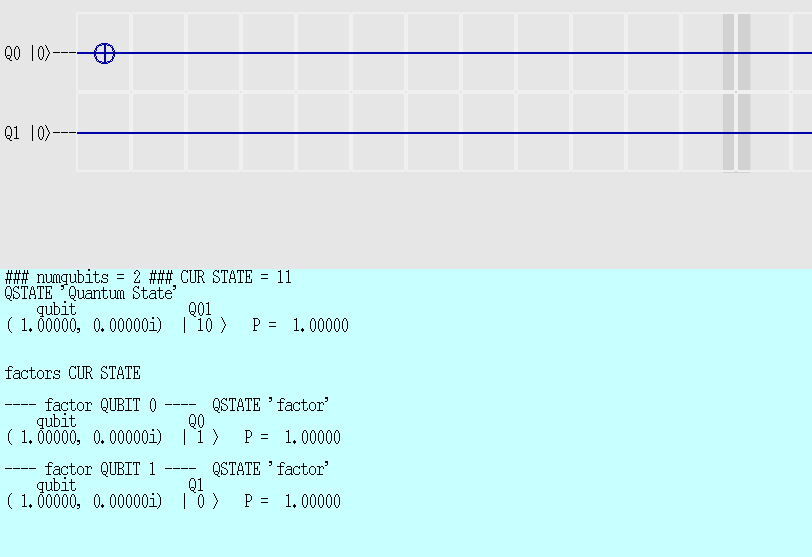 Q0 |0⟩---
Q1 |0⟩---
### numqubits = 2 ### CUR STATE = 11
QSTATE 'Quantum State'
qubit Q01
( 1.00000, 0.00000i) | 10 ⟩ P = 1.00000
factors CUR STATE
---- factor QUBIT 0 ---- QSTATE 'factor'
qubit Q0
( 1.00000, 0.00000i) | 1 ⟩ P = 1.00000
---- factor QUBIT 1 ---- QSTATE 'factor'
qubit Q1
( 1.00000, 0.00000i) | 0 ⟩ P = 1.00000